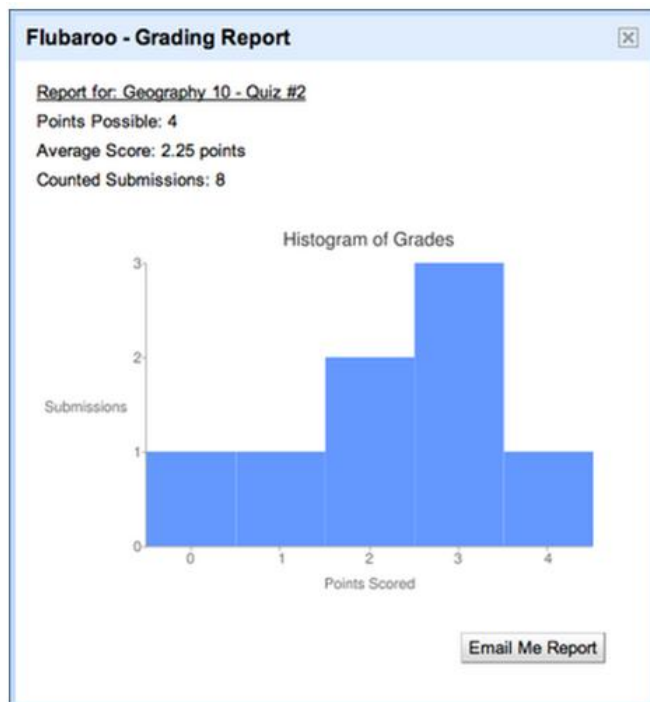 Flubaroo - Grading Report
Report for: Geography 10 - Quiz #2
Points Possible: 4
Average Score: 2.25 points
Counted Submissions: 8
Histogram of Grades
3
2
Submissions
1
0
0 1 2 3 4
Points Scored
Email Me Report